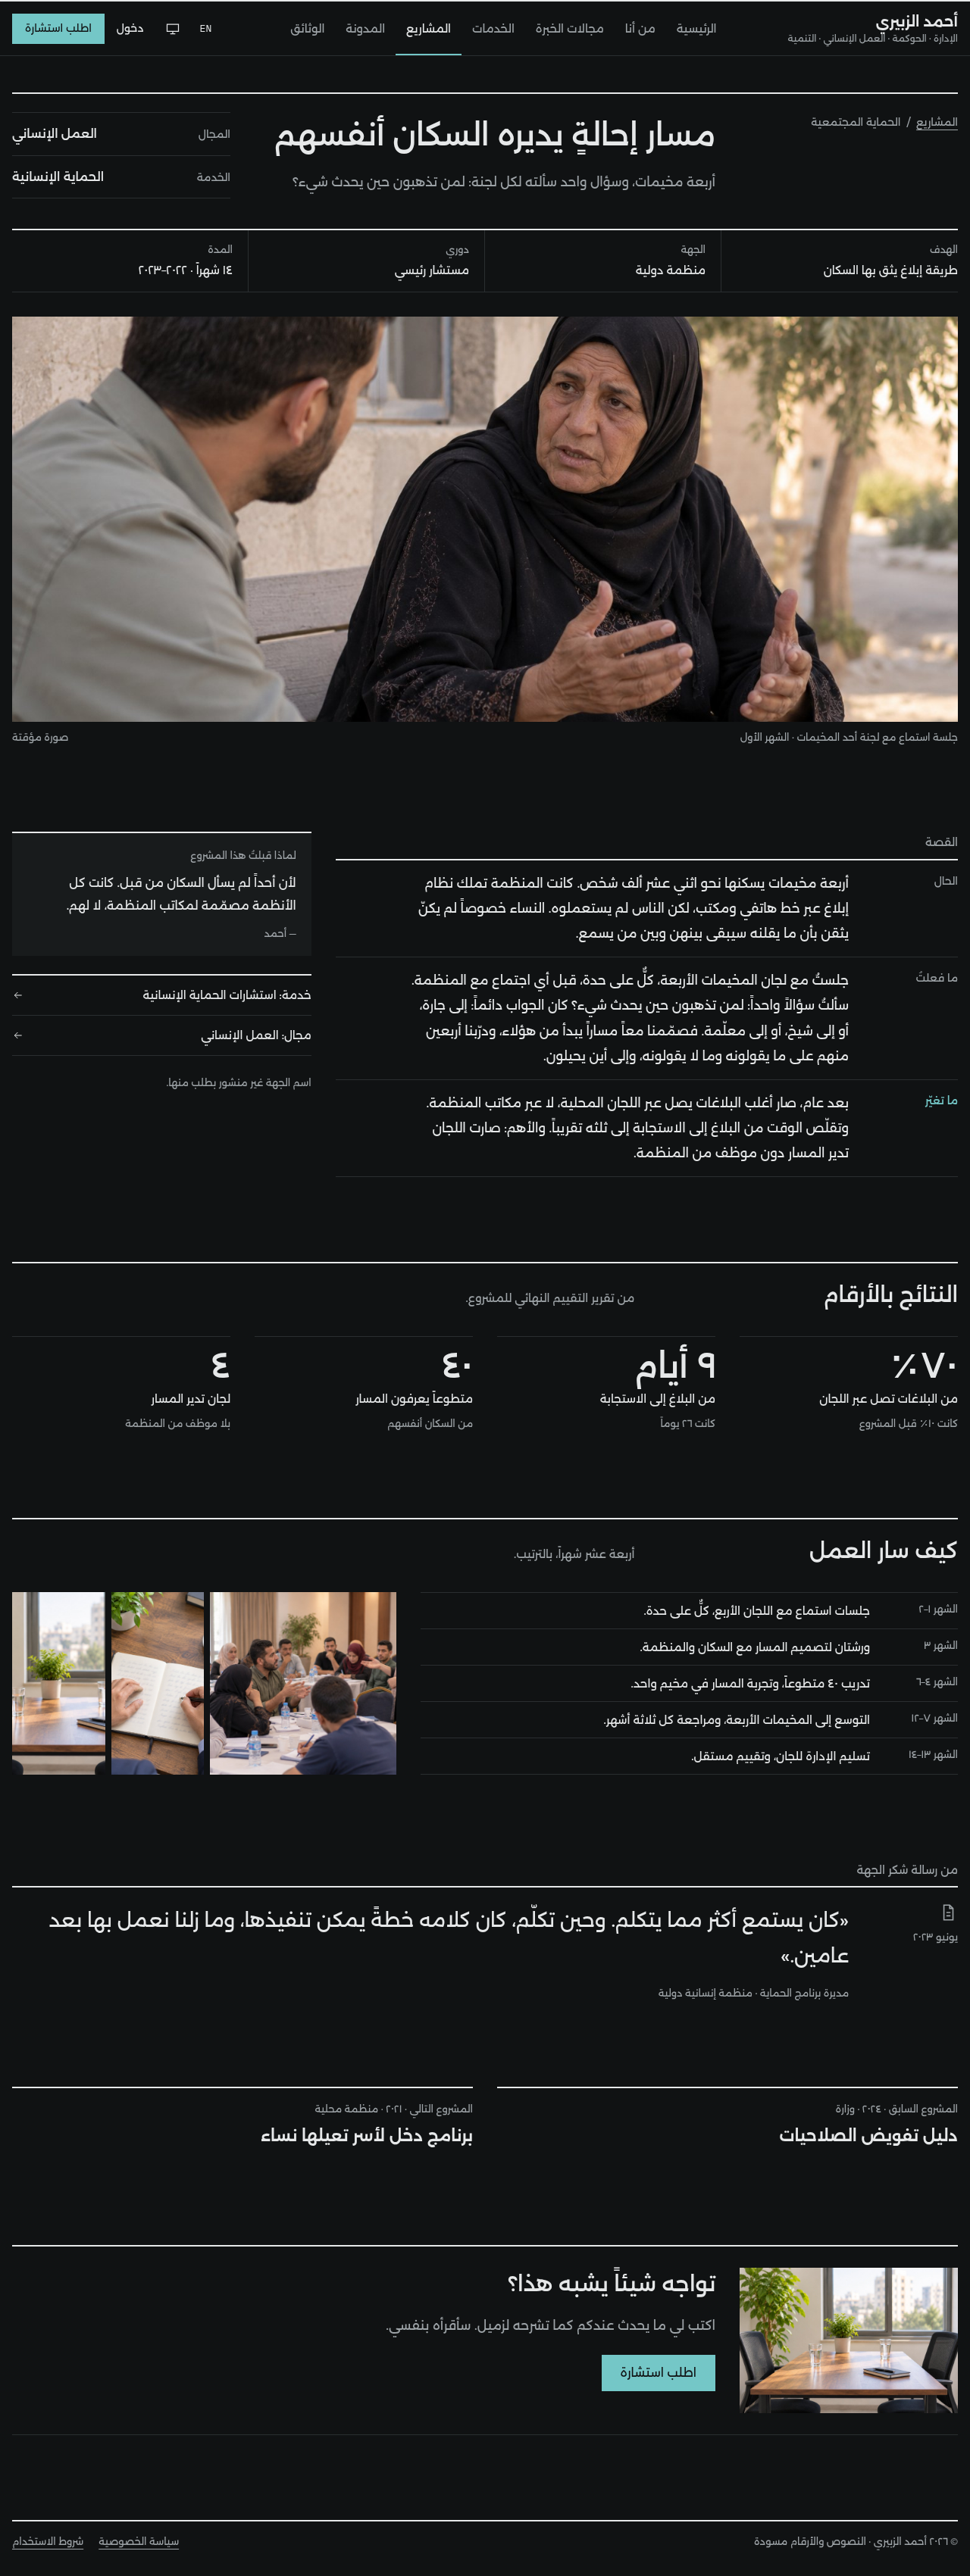 أحمد الزبيري
الإدارة · الحوكمة · العمل الإنساني · التنمية
الرئيسية
من أنا
مجالات الخبرة
الخدمات
المشاريع
المدونة
الوثائق
EN
دخول
اطلب استشارة
المشاريع / الحماية المجتمعية
مسار إحالةٍ يديره السكان أنفسهم
أربعة مخيمات، وسؤال واحد سألته لكل لجنة: لمن تذهبون حين يحدث شيء؟
المجال
العمل الإنساني
الخدمة
الحماية الإنسانية
الهدف
طريقة إبلاغ يثق بها السكان
الجهة
منظمة دولية
دوري
مستشار رئيسي
المدة
١٤ شهراً · ٢٠٢٢–٢٠٢٣
جلسة استماع مع لجنة أحد المخيمات · الشهر الأول
صورة مؤقتة
القصة
الحال
أربعة مخيمات يسكنها نحو اثني عشر ألف شخص. كانت المنظمة تملك نظام
إبلاغ عبر خط هاتفي ومكتب، لكن الناس لم يستعملوه. النساء خصوصاً لم يكنّ
يثقن بأن ما يقلنه سيبقى بينهن وبين من يسمع.
ما فعلتُ
جلستُ مع لجان المخيمات الأربعة، كلٌّ على حدة، قبل أي اجتماع مع المنظمة.
سألتُ سؤالاً واحداً: لمن تذهبون حين يحدث شيء؟ كان الجواب دائماً: إلى جارة،
أو إلى شيخ، أو إلى معلّمة. فصمّمنا معاً مساراً يبدأ من هؤلاء، ودرّبنا أربعين
منهم على ما يقولونه وما لا يقولونه، وإلى أين يحيلون.
ما تغيّر
بعد عام، صار أغلب البلاغات يصل عبر اللجان المحلية، لا عبر مكاتب المنظمة.
وتقلّص الوقت من البلاغ إلى الاستجابة إلى ثلثه تقريباً. والأهم: صارت اللجان
تدير المسار دون موظف من المنظمة.
لماذا قبلتُ هذا المشروع
لأن أحداً لم يسأل السكان من قبل. كانت كل
الأنظمة مصمّمة لمكاتب المنظمة، لا لهم.
— أحمد
خدمة: استشارات الحماية الإنسانية ←
مجال: العمل الإنساني ←
اسم الجهة غير منشور بطلب منها.
النتائج بالأرقام
من تقرير التقييم النهائي للمشروع.
٧٠٪
من البلاغات تصل عبر اللجان
كانت ١٠٪ قبل المشروع
٩ أيام
من البلاغ إلى الاستجابة
كانت ٢٦ يوماً
٤٠
متطوعاً يعرفون المسار
من السكان أنفسهم
٤
لجان تدير المسار
بلا موظف من المنظمة
كيف سار العمل
أربعة عشر شهراً، بالترتيب.
الشهر ١–٢
جلسات استماع مع اللجان الأربع، كلٌّ على حدة.
الشهر ٣
ورشتان لتصميم المسار مع السكان والمنظمة.
الشهر ٤–٦
تدريب ٤٠ متطوعاً، وتجربة المسار في مخيم واحد.
الشهر ٧–١٢
التوسع إلى المخيمات الأربعة، ومراجعة كل ثلاثة أشهر.
الشهر ١٣–١٤
تسليم الإدارة للجان، وتقييم مستقل.
من رسالة شكر الجهة
يونيو ٢٠٢٣
«كان يستمع أكثر مما يتكلم. وحين تكلّم، كان كلامه خطةً يمكن تنفيذها، وما زلنا نعمل بها بعد
عامين.»
مديرة برنامج الحماية · منظمة إنسانية دولية
المشروع السابق · ٢٠٢٤ · وزارة
دليل تفويض الصلاحيات
المشروع التالي · ٢٠٢١ · منظمة محلية
برنامج دخل لأسر تعيلها نساء
تواجه شيئاً يشبه هذا؟
اكتب لي ما يحدث عندكم كما تشرحه لزميل. سأقرأه بنفسي.
اطلب استشارة
© ٢٠٢٦ أحمد الزبيري · النصوص والأرقام مسودة
سياسة الخصوصية
شروط الاستخدام